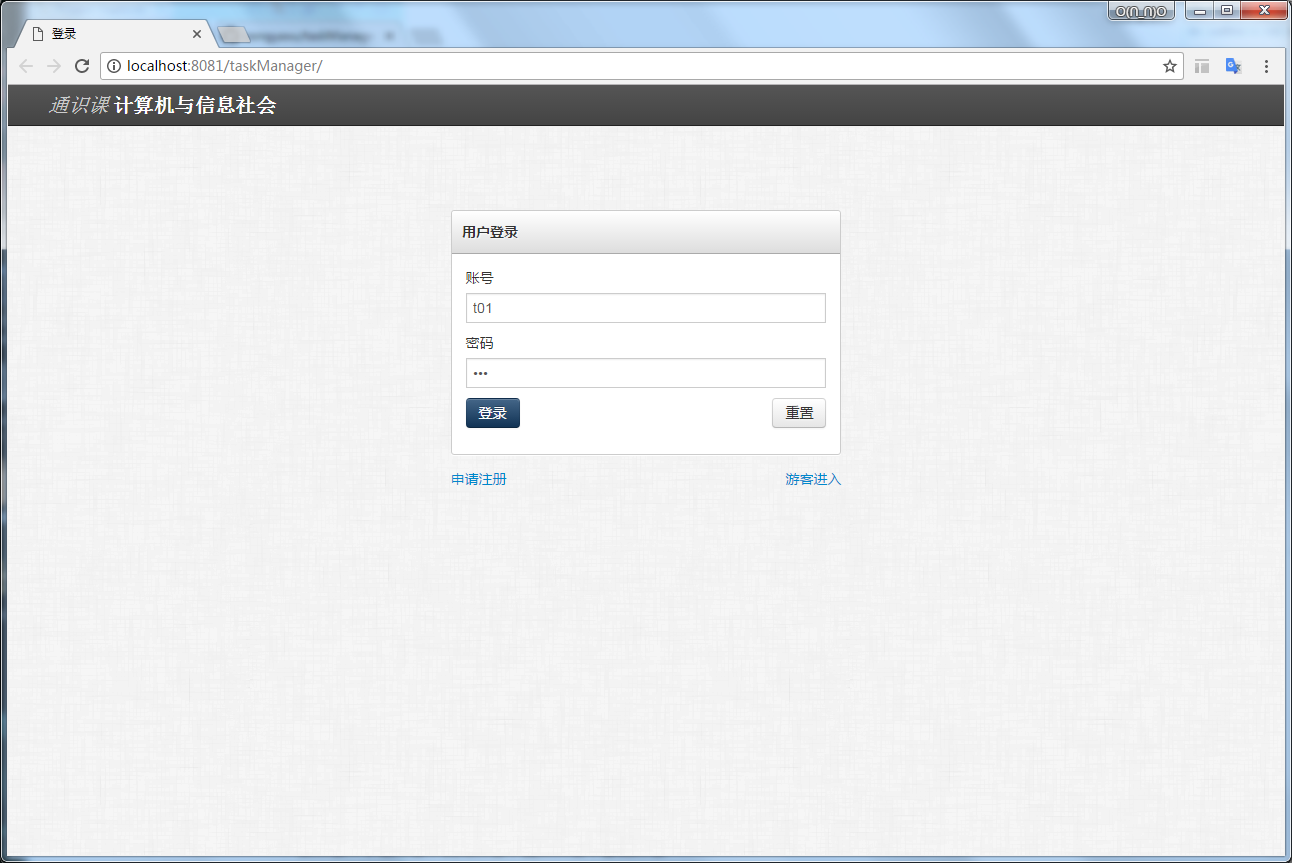 O(∩_∩)O
登录
localhost:8081/taskManager/
通识课 计算机与信息社会
用户登录
账号
t01
密码
•••
登录 重置
申请注册 游客进入